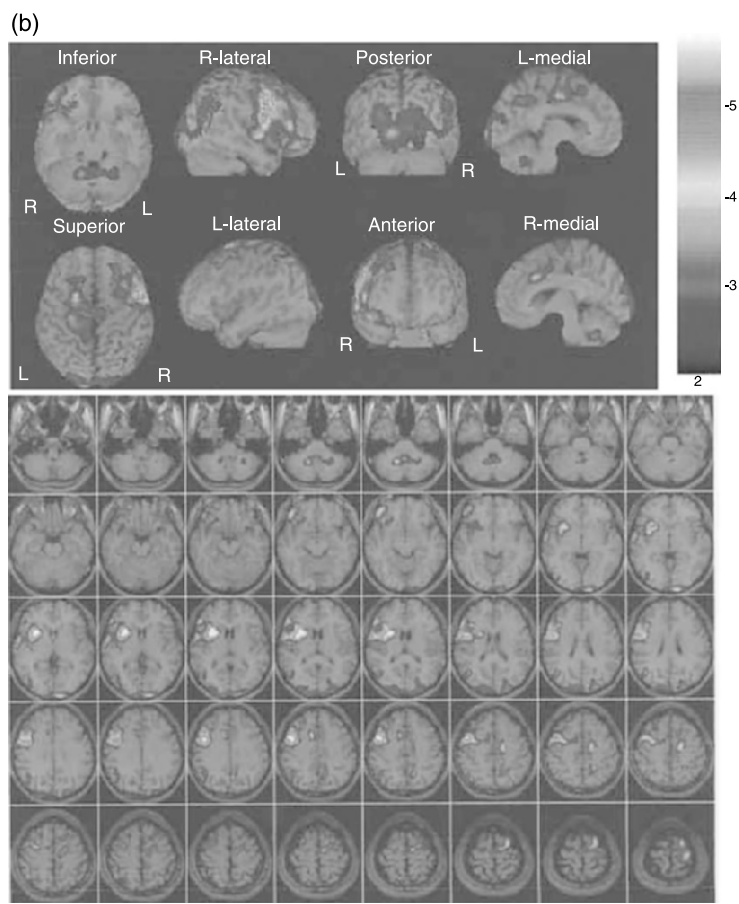 (b)
Inferior R-lateral Posterior L-medial
R L L R
Superior L-lateral Anterior R-medial
L R R L
-5
-4
-3
2